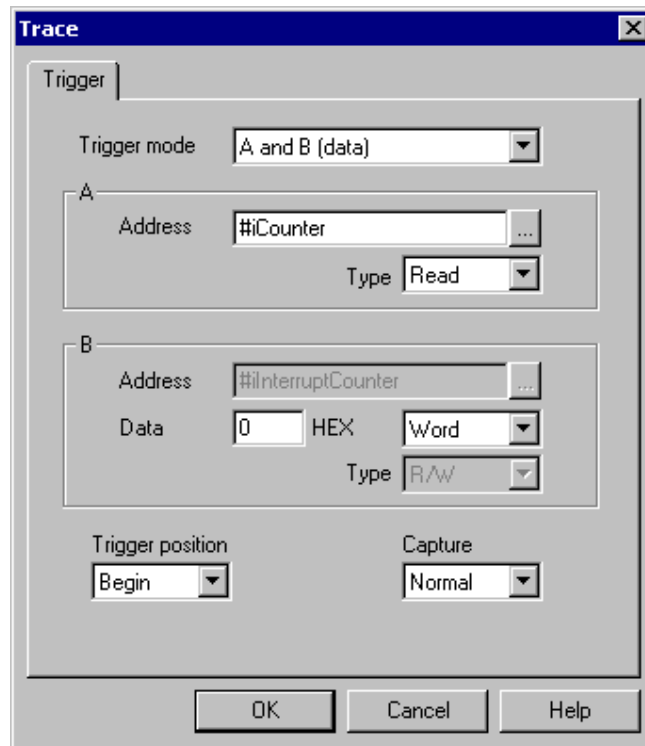 Trace
Trigger
Trigger mode A and B (data)
A
Address #iCounter ...
Type Read
B
Address #iInterruptCounter ...
Data 0 HEX Word
Type R/W
Trigger position Capture
Begin Normal
OK Cancel Help